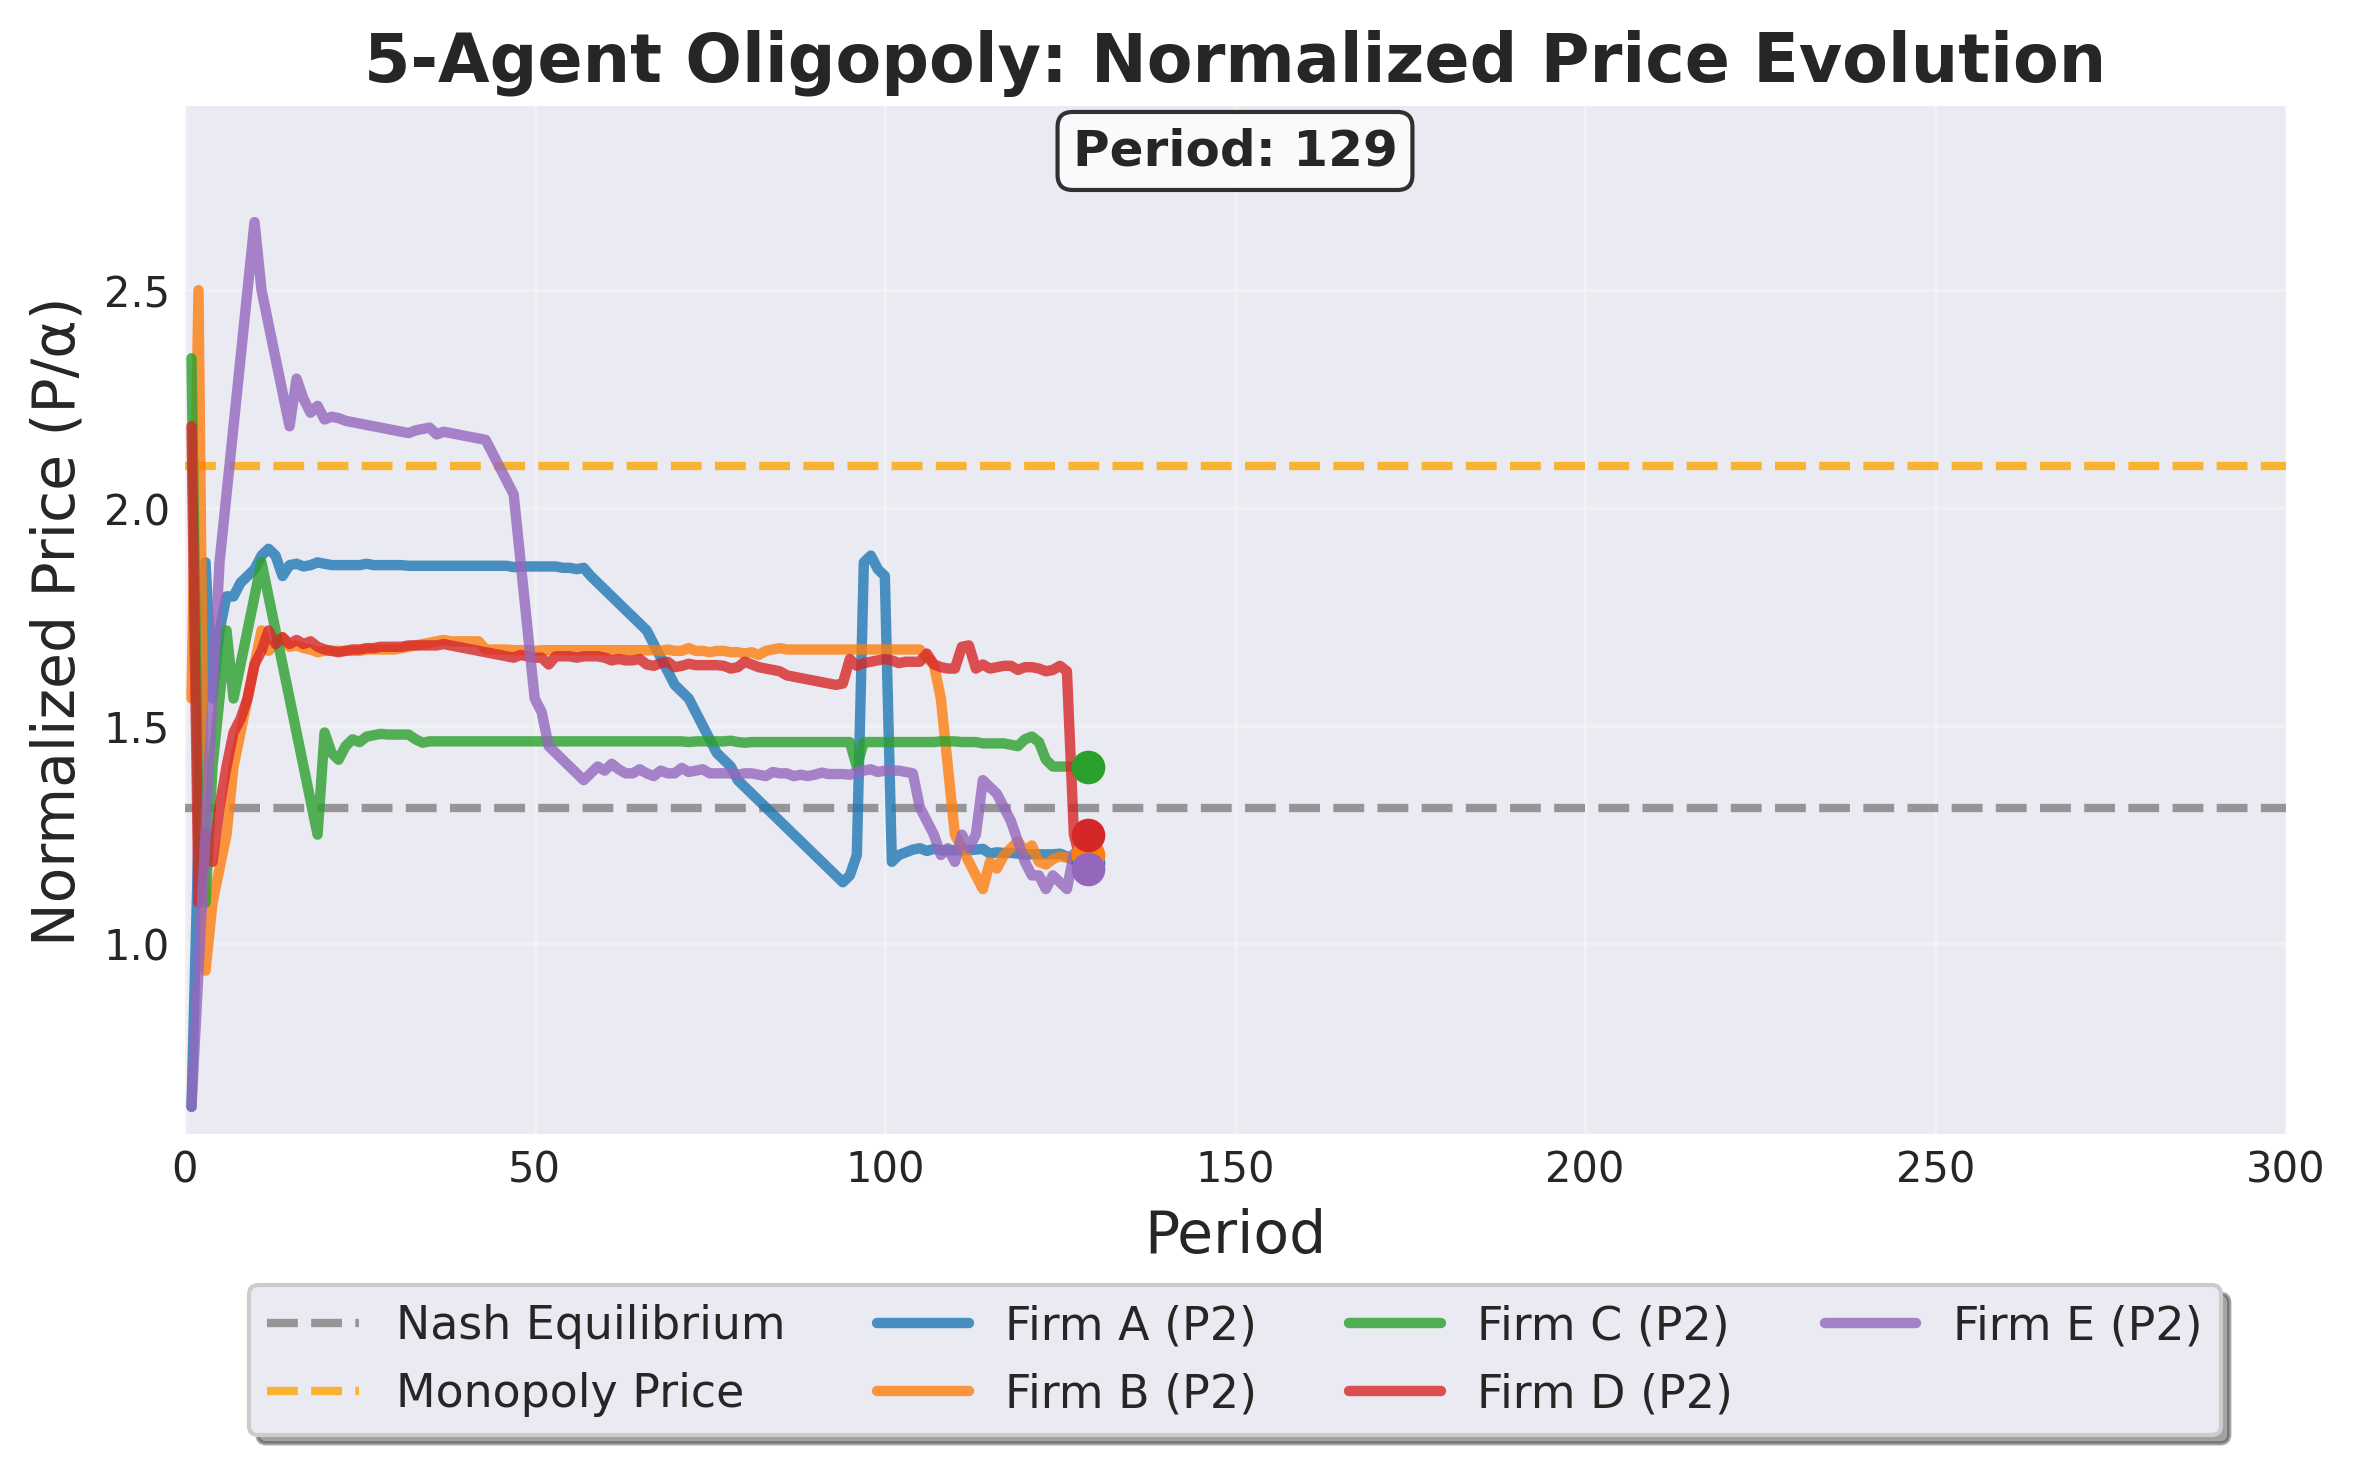 5-Agent Oligopoly: Normalized Price Evolution
Period: 129
Normalized Price (P/α)
2.5
2.0
1.5
1.0
0 50 100 150 200 250 300
Period
Nash Equilibrium Firm A (P2) Firm C (P2) Firm E (P2)
Monopoly Price Firm B (P2) Firm D (P2)